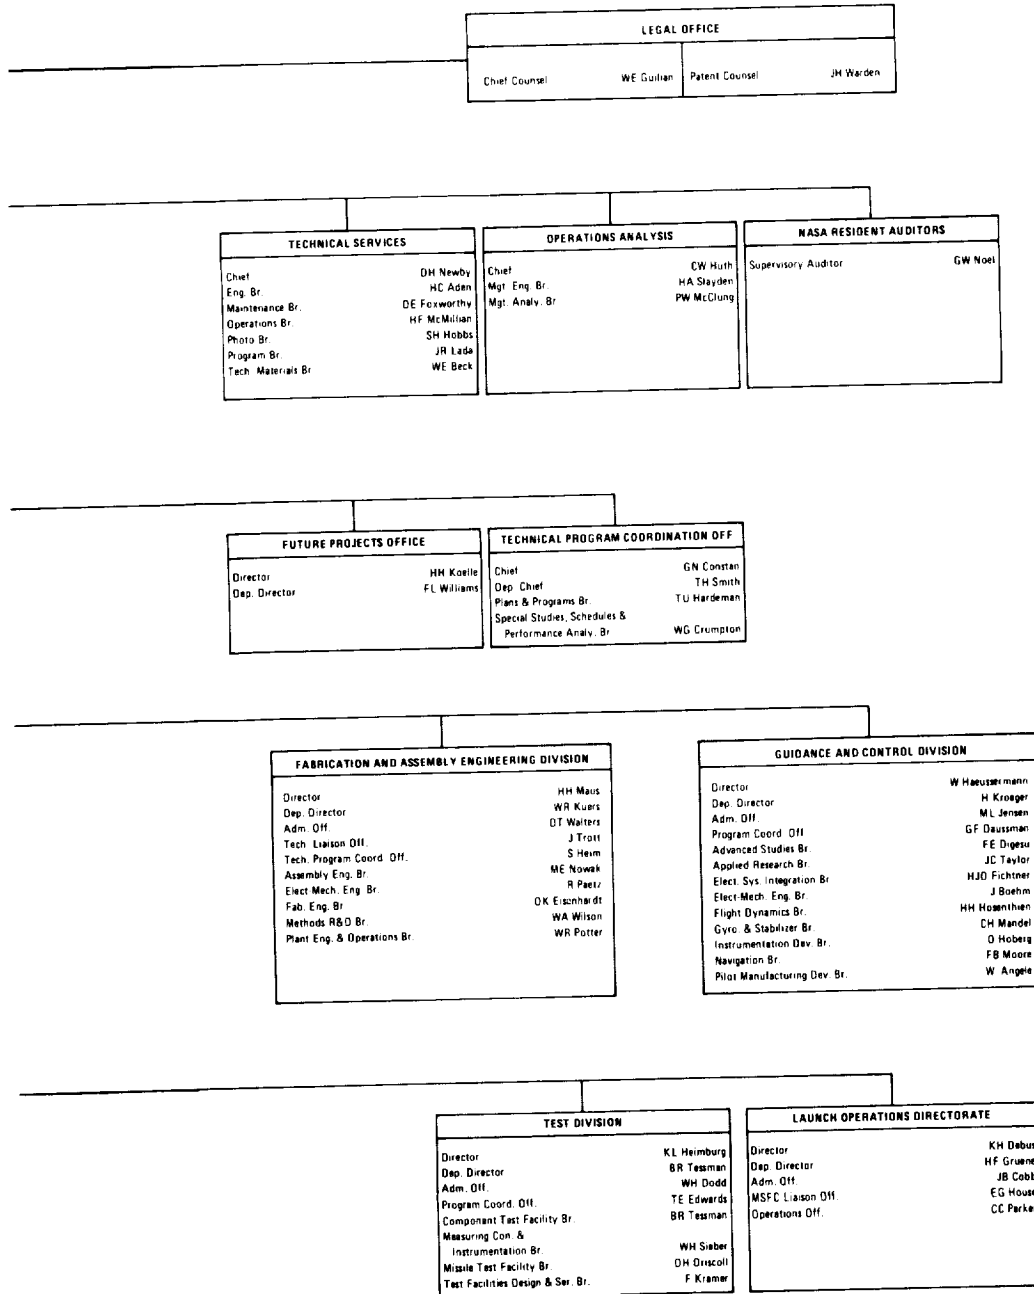 LEGAL OFFICE
Chief Counsel WE Guilian Patent Counsel JH Warden
TECHNICAL SERVICES
Chief DH Newby
Eng. Br. HC Aden
Maintenance Br. DE Foxworthy
Operations Br. HF McMillian
Photo Br. SH Hobbs
Program Br. JR Lada
Tech. Materials Br WE Beck
OPERATIONS ANALYSIS
Chief CW Huth
Mgt. Eng. Br. HA Slayden
Mgt. Analy. Br PW McClung
NASA RESIDENT AUDITORS
Supervisory Auditor GW Noel
FUTURE PROJECTS OFFICE
Director HH Koelle
Dep. Director FL Williams
TECHNICAL PROGRAM COORDINATION OFF
Chief GN Constan
Dep. Chief TH Smith
Plans & Programs Br. TU Hardeman
Special Studies, Schedules &
Performance Analy. Br WG Crumpton
FABRICATION AND ASSEMBLY ENGINEERING DIVISION
Director HH Maus
Dep. Director WR Kuers
Adm. Off. DT Walters
Tech. Liaison Off. J Trott
Tech. Program Coord. Off. S Heim
Assembly Eng. Br. ME Nowak
Elect Mech. Eng. Br. R Paetz
Fab. Eng. Br OK Eisenhardt
Methods R&D Br. WA Wilson
Plant Eng. & Operations Br. WR Potter
GUIDANCE AND CONTROL DIVISION
Director W Haeussermann
Dep. Director H Kroeger
Adm. Off. ML Jensen
Program Coord. Off GF Daussman
Advanced Studies Br. FE Digesu
Applied Research Br. JC Taylor
Elect. Sys. Integration Br HJO Fichtner
Elect-Mech. Eng. Br. J Boehm
Flight Dynamics Br. HH Hosenthien
Gyro. & Stabilizer Br. CH Mandel
Instrumentation Dev. Br. O Hoberg
Navigation Br. FB Moore
Pilot Manufacturing Dev. Br. W Angele
TEST DIVISION
Director KL Heimburg
Dep. Director BR Tessman
Adm. Off. WH Dodd
Program Coord. Off. TE Edwards
Component Test Facility Br. BR Tessman
Measuring Con. &
Instrumentation Br. WH Sieber
Missile Test Facility Br. DH Driscoll
Test Facilities Design & Ser. Br. F Kramer
LAUNCH OPERATIONS DIRECTORATE
Director KH Debus
Dep. Director HF Gruene
Adm. Off. JB Cobb
MSFC Liaison Off. EG House
Operations Off. CC Parke